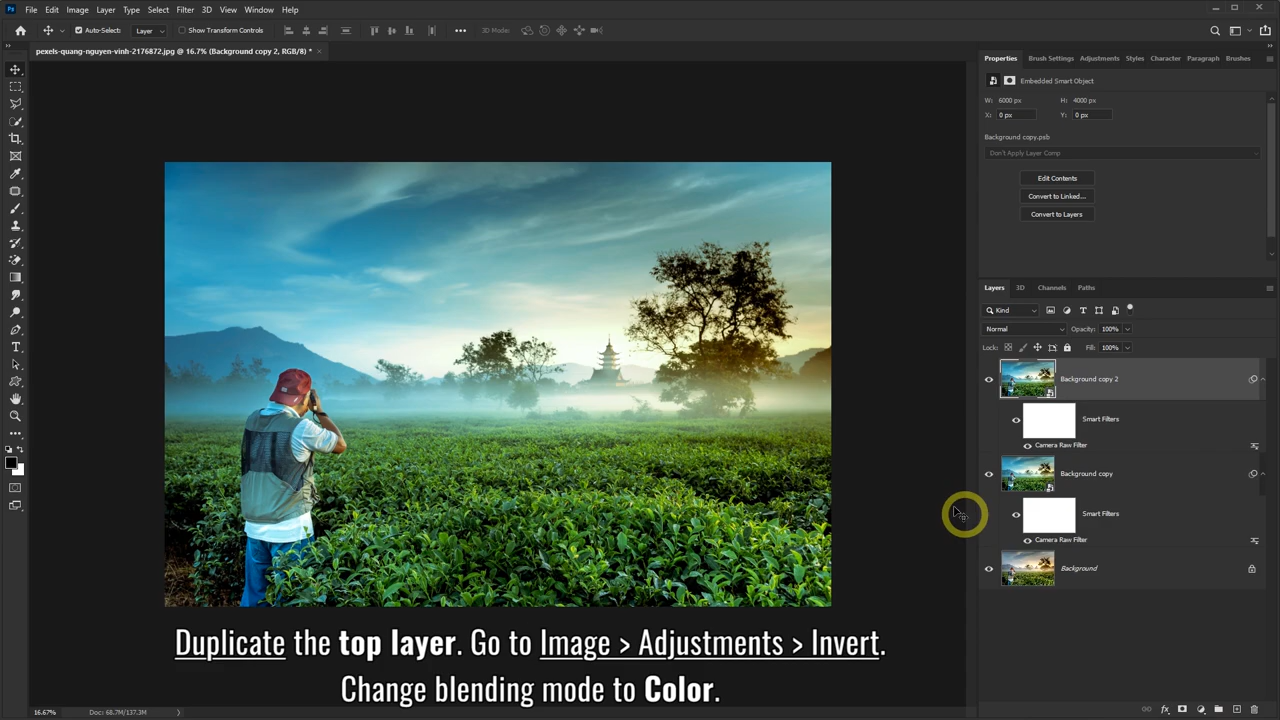 Ps File Edit Image Layer Type Select Filter 3D View Window Help
Auto-Select: Layer Show Transform Controls 3D Mode:
pexels-quang-nguyen-vinh-2176872.jpg @ 16.7% (Background copy 2, RGB/8) *
Properties Brush Settings Adjustments Styles Character Paragraph Brushes
Embedded Smart Object
W: 6000 px H: 4000 px
X: 0 px Y: 0 px
Background copy.psb
Don't Apply Layer Comp
Edit Contents
Convert to Linked...
Convert to Layers
Layers 3D Channels Paths
Kind
Normal Opacity: 100%
Lock: Fill: 100%
Background copy 2
Smart Filters
Camera Raw Filter
Background copy
Smart Filters
Camera Raw Filter
Background
Duplicate the top layer. Go to Image > Adjustments > Invert.
Change blending mode to Color.
16.67% Doc: 68.7M/137.3M